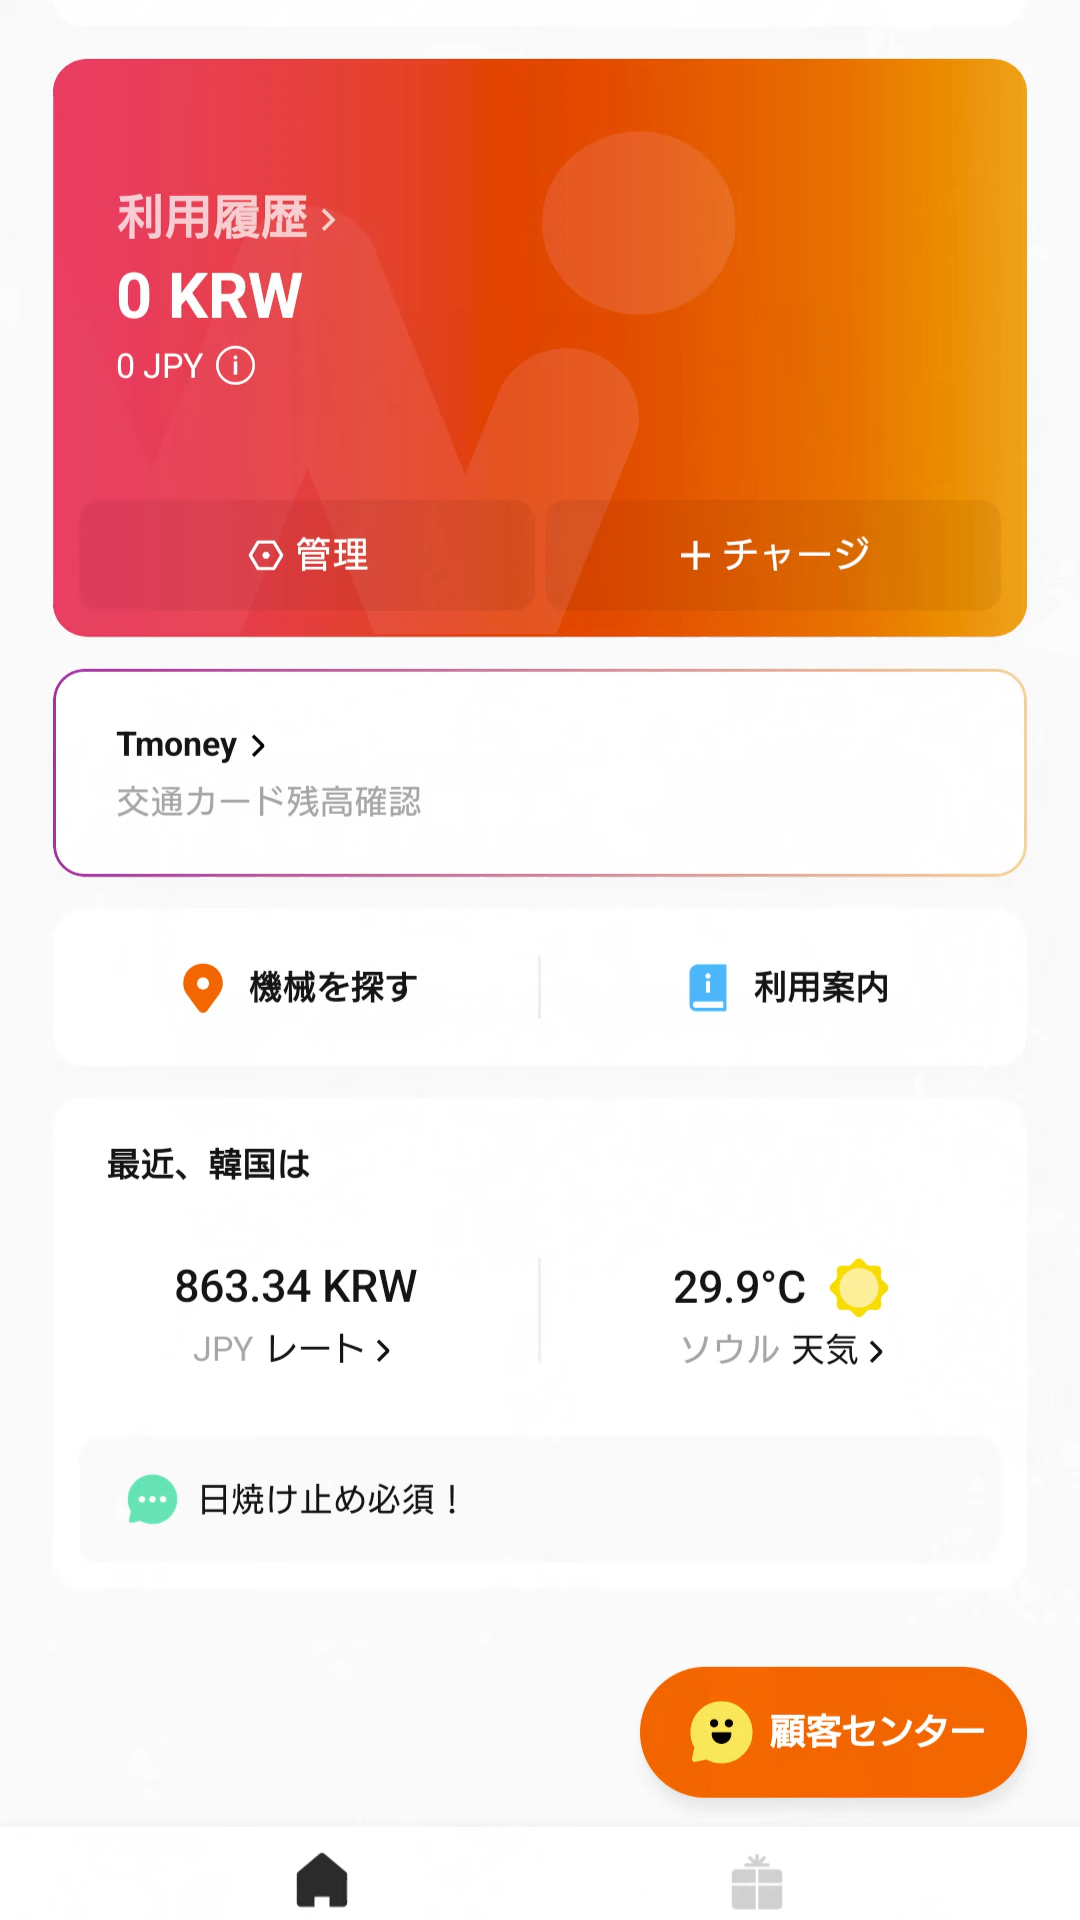 利用履歴
0 KRW
0 JPY
管理
チャージ
Tmoney
交通カード残高確認
機械を探す
利用案内
最近、韓国は
863.34 KRW
JPY レート
29.9°C
ソウル 天気
日焼け止め必須！
顧客センター